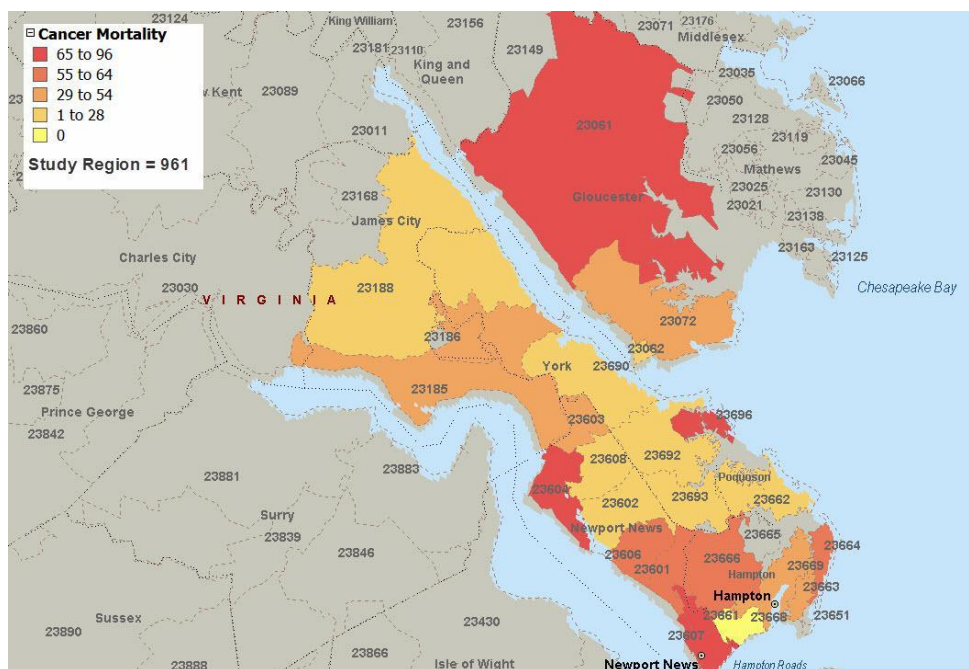 Cancer Mortality
65 to 96
55 to 64
29 to 54
1 to 28
0
Study Region = 961
23124
King William
23156
23071
23176
Middlesex
23181
23110
23149
King and
Queen
23035
23066
w Kent
23089
23050
23128
23011
23061
23119
23056
23045
Mathews
23168
23025
23130
Gloucester
23021
James City
23138
Charles City
23163
23125
23030
VIRGINIA
23188
Chesapeake Bay
23860
23072
23186
23062
York
23690
23875
23185
Prince George
23603
23696
23842
23608
23692
23883
23881
Poquoson
23604
23602
23693
23662
Surry
Newport News
23665
23839
23664
23846
23606
23666
23601
23669
Hampton
23663
Hampton
Sussex
23661
23668
23651
23430
23607
23890
23866
Newport News
Hampton Roads
23888
Isle of Wight